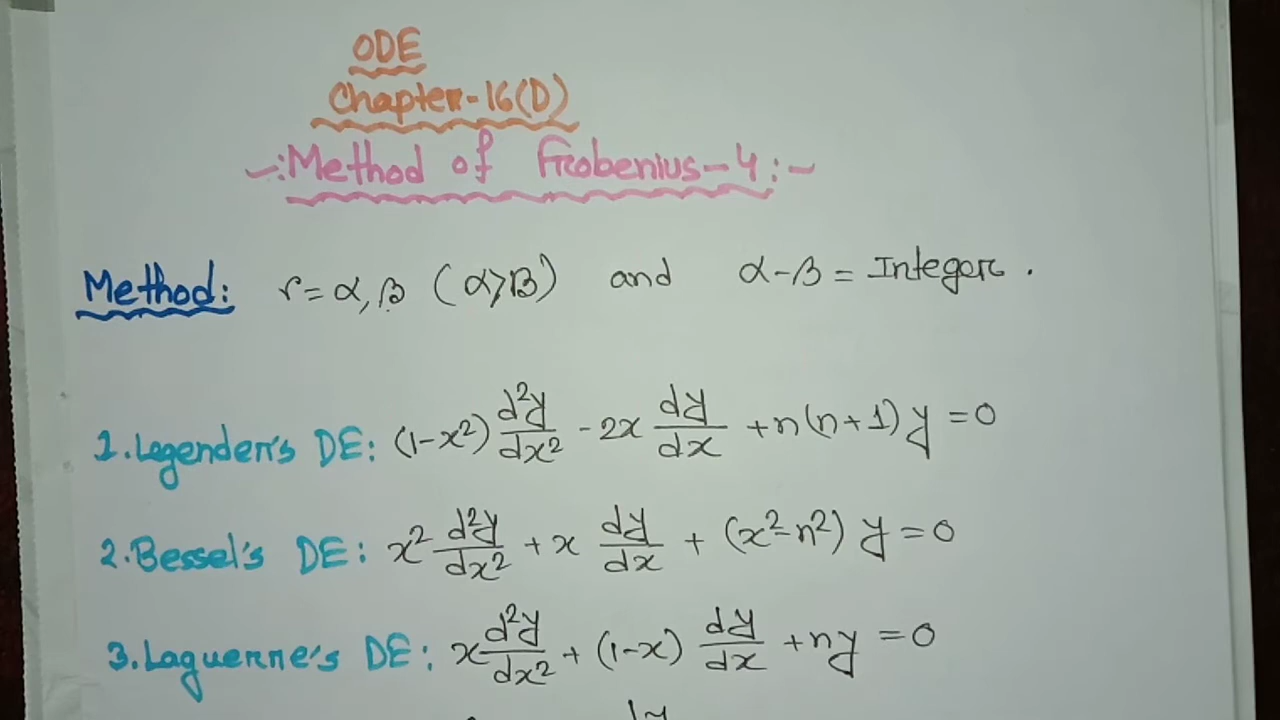 ODE
Chapter-16(D)
~:Method of Frobenius-4:~
Method: r=α,β (α>β) and α-β = Integer.
1.Legender's DE: (1-x²) d²y/dx² - 2x dy/dx + n(n+1)y = 0
2.Bessel's DE: x² d²y/dx² + x dy/dx + (x²-n²) y = 0
3.Laguerre's DE: x d²y/dx² + (1-x) dy/dx + ny = 0